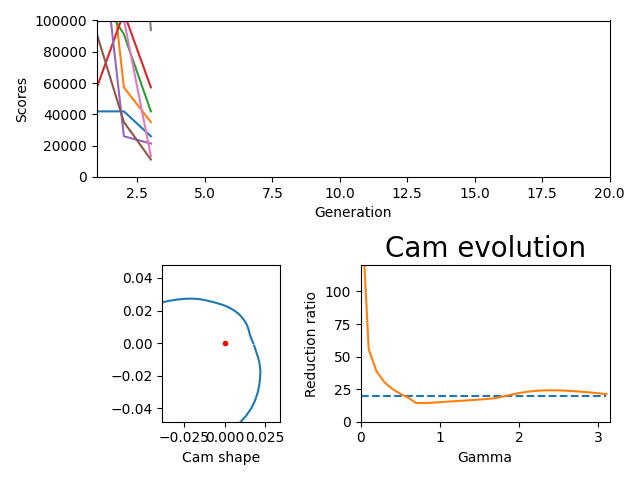 100000
80000
60000
40000
20000
0
Scores
2.5 5.0 7.5 10.0 12.5 15.0 17.5 20.0
Generation
Cam evolution
0.04
0.02
0.00
−0.02
−0.04
−0.025 0.000 0.025
Cam shape
100
75
50
25
0
Reduction ratio
0 1 2 3
Gamma